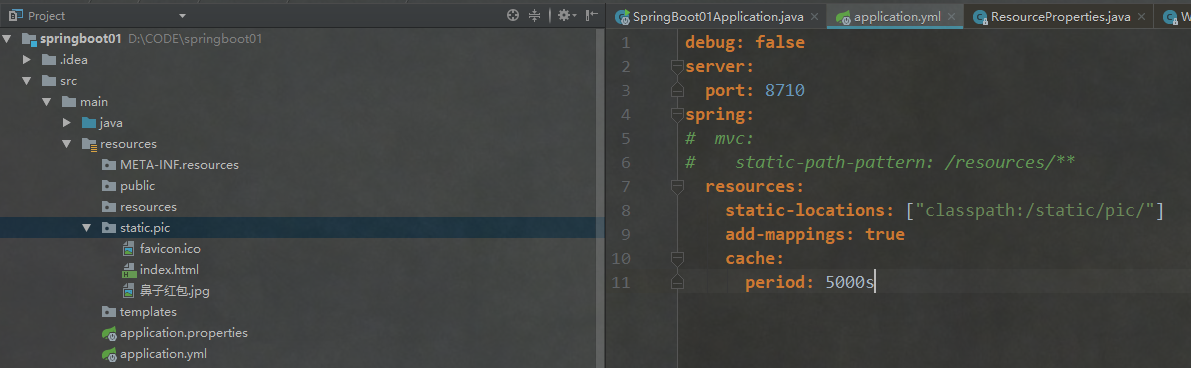 Project
springboot01 D:\CODE\springboot01
.idea
src
main
java
resources
META-INF.resources
public
resources
static.pic
favicon.ico
index.html
鼻子红包.jpg
templates
application.properties
application.yml
SpringBoot01Application.java application.yml ResourceProperties.java W
1 debug: false
2 server:
3 port: 8710
4 spring:
5 # mvc:
6 # static-path-pattern: /resources/**
7 resources:
8 static-locations: ["classpath:/static/pic/"]
9 add-mappings: true
10 cache:
11 period: 5000s